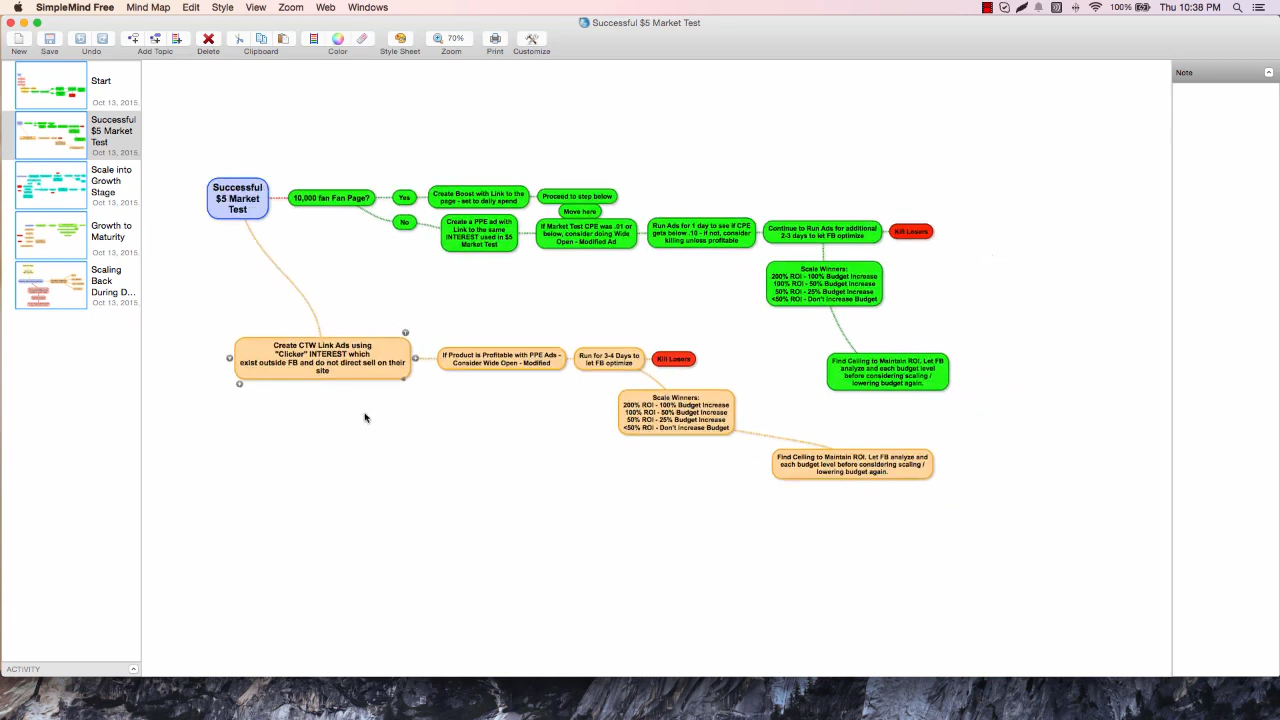 SimpleMind Free Mind Map Edit Style View Zoom Web Windows 100% Thu 10:38 PM
Successful $5 Market Test
70%
New Save Undo Add Topic Delete Clipboard Color Style Sheet Zoom Print Customize
Start
Oct 13, 2015
Successful
$5 Market
Test
Oct 13, 2015
Scale into
Growth
Stage
Oct 13, 2015
Growth to
Maturity
Oct 13, 2015
Scaling
Back
During
Oct 13, 2015
ACTIVITY
Note
Successful
$5 Market
Test
10,000 fan Fan Page?
Yes
Create Boost with Link to the
page - set to daily spend
Proceed to step below
Move here
No
Create a PPE ad with
Link to the same
INTEREST used in $5
Market Test
If Market Test CPE was .01 or
below, consider doing Wide
Open - Modified Ad
Run Ads for 1 day to see if CPE
gets below .10 - if not, consider
killing unless profitable
Continue to Run Ads for additional
2-3 days to let FB optimize
Kill Losers
Scale Winners:
200% ROI - 100% Budget Increase
100% ROI - 50% Budget Increase
50% ROI - 25% Budget Increase
<50% ROI - Don't Increase Budget
Find Ceiling to Maintain ROI. Let FB
analyze and each budget level
before considering scaling /
lowering budget again.
Create CTW Link Ads using
"Clicker" INTEREST which
exist outside FB and do not direct sell on their
site
If Product is Profitable with PPE Ads -
Consider Wide Open - Modified
Run for 3-4 Days to
let FB optimize
Kill Losers
Scale Winners:
200% ROI - 100% Budget Increase
100% ROI - 50% Budget Increase
50% ROI - 25% Budget Increase
<50% ROI - Don't Increase Budget
Find Ceiling to Maintain ROI. Let FB analyze and
each budget level before considering scaling /
lowering budget again.